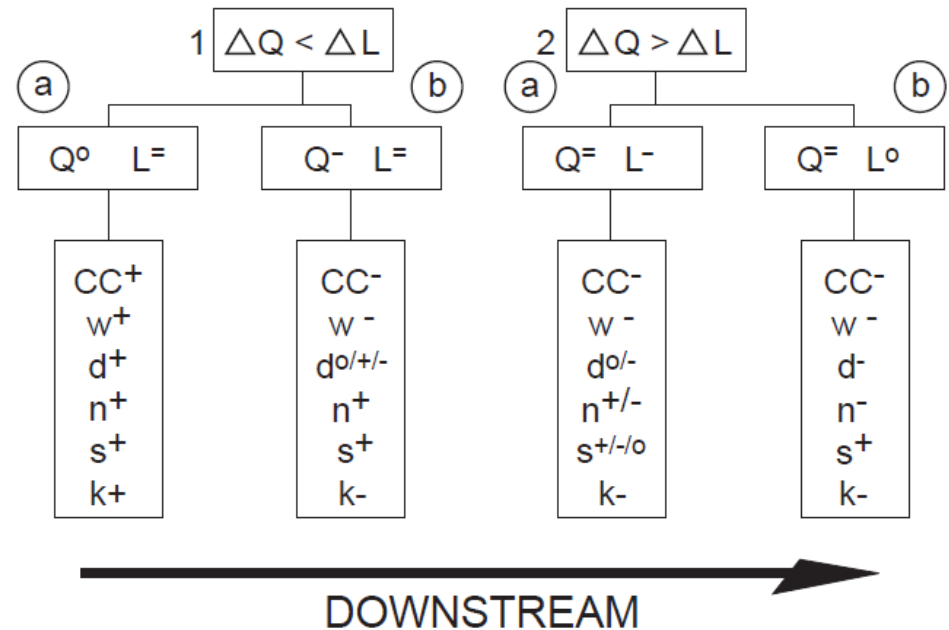 1 △Q < △L
2 △Q > △L
a
b
a
b
Qº L⁼
Q⁻ L⁼
Q⁼ L⁻
Q⁼ Lº
CC⁺
w⁺
d⁺
n⁺
s⁺
k+
CC⁻
w ⁻
dº/+/-
n⁺
s⁺
k-
CC⁻
w ⁻
dº/-
n⁺/⁻
s⁺/⁻/º
k-
CC⁻
w ⁻
d⁻
n⁻
s⁺
k-
DOWNSTREAM